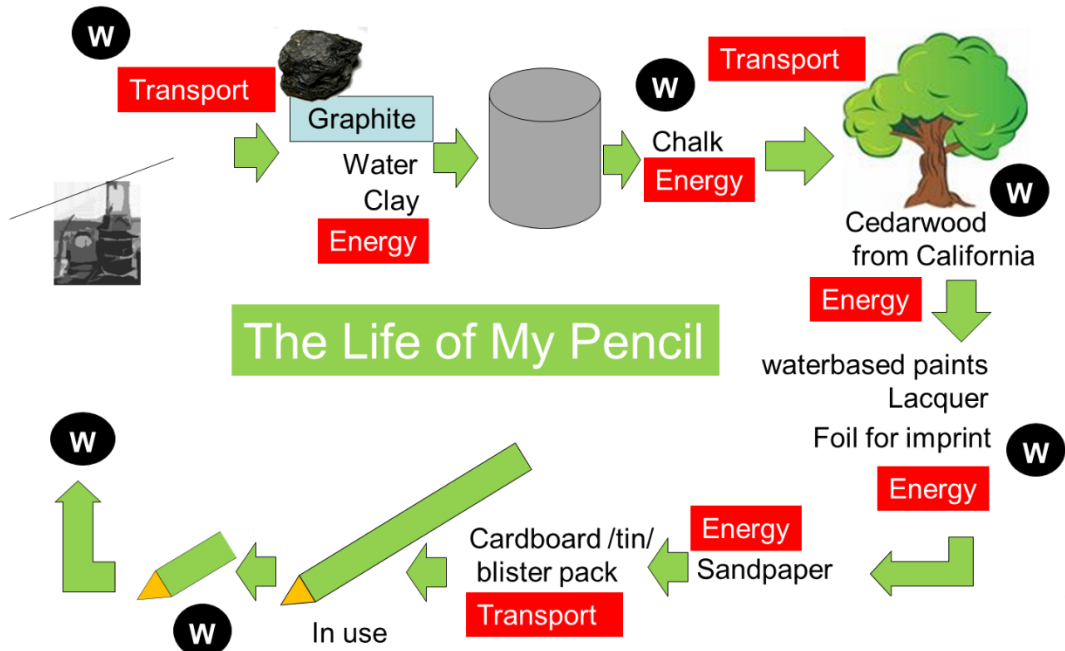 W
Transport
Graphite
Water
Clay
Energy
W
Chalk
Energy
Transport
W
Cedarwood
from California
Energy
The Life of My Pencil
waterbased paints
Lacquer
Foil for imprint
W
Energy
Energy
Sandpaper
Cardboard /tin/
blister pack
Transport
In use
W
W